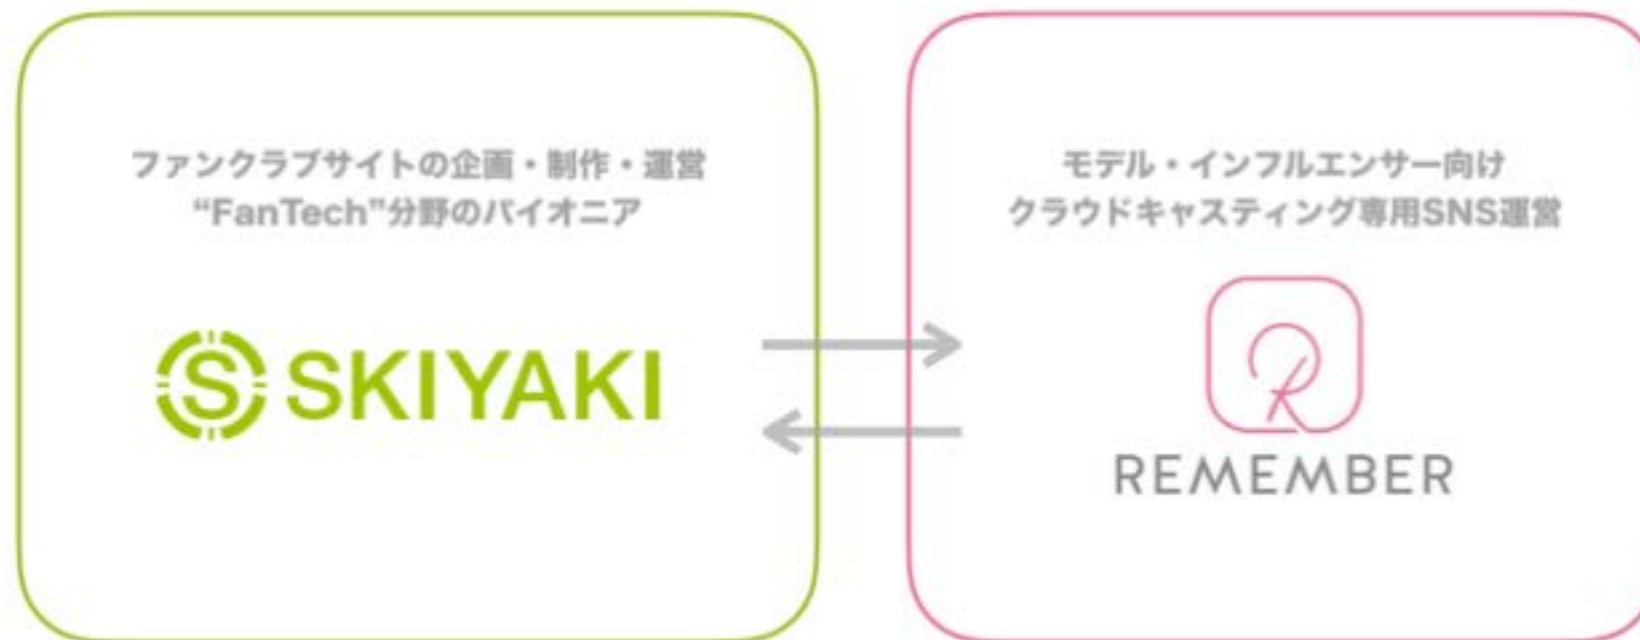 ファンクラブサイトの企画・制作・運営
“FanTech”分野のパイオニア
SKIYAKI
モデル・インフルエンサー向け
クラウドキャスティング専用SNS運営
REMEMBER